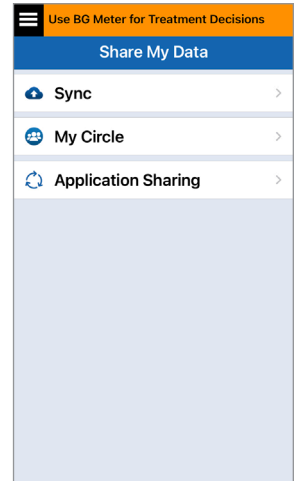 Use BG Meter for Treatment Decisions
Share My Data
Sync
My Circle
Application Sharing